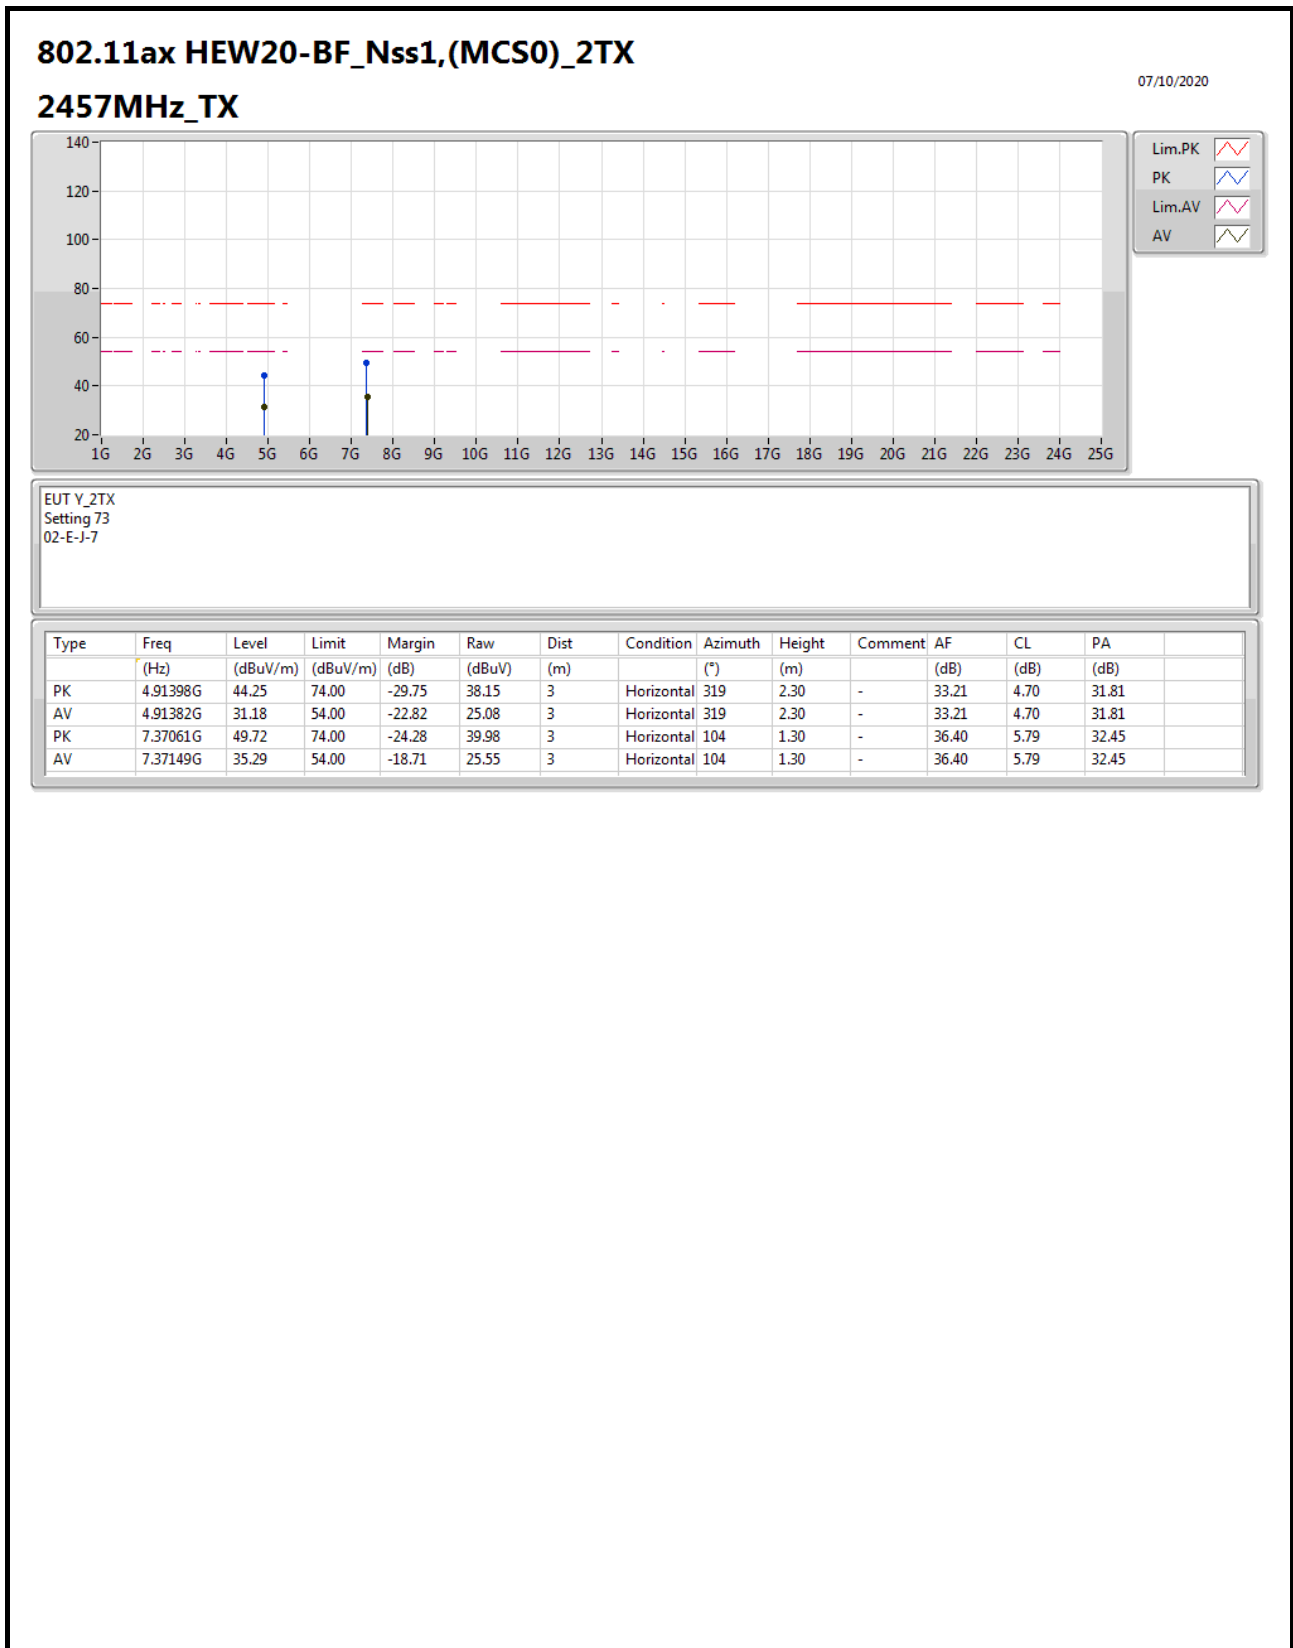 802.11ax HEW20-BF_Nss1,(MCS0)_2TX
07/10/2020
2457MHz_TX
140
120
100
80
60
40
20
1G 2G 3G 4G 5G 6G 7G 8G 9G 10G 11G 12G 13G 14G 15G 16G 17G 18G 19G 20G 21G 22G 23G 24G 25G
Lim.PK
PK
Lim.AV
AV
EUT Y_2TX
Setting 73
02-E-J-7
Type Freq Level Limit Margin Raw Dist Condition Azimuth Height Comment AF CL PA
(Hz) (dBuV/m) (dBuV/m) (dB) (dBuV) (m) (°) (m) (dB) (dB) (dB)
PK 4.91398G 44.25 74.00 -29.75 38.15 3 Horizontal 319 2.30 - 33.21 4.70 31.81
AV 4.91382G 31.18 54.00 -22.82 25.08 3 Horizontal 319 2.30 - 33.21 4.70 31.81
PK 7.37061G 49.72 74.00 -24.28 39.98 3 Horizontal 104 1.30 - 36.40 5.79 32.45
AV 7.37149G 35.29 54.00 -18.71 25.55 3 Horizontal 104 1.30 - 36.40 5.79 32.45